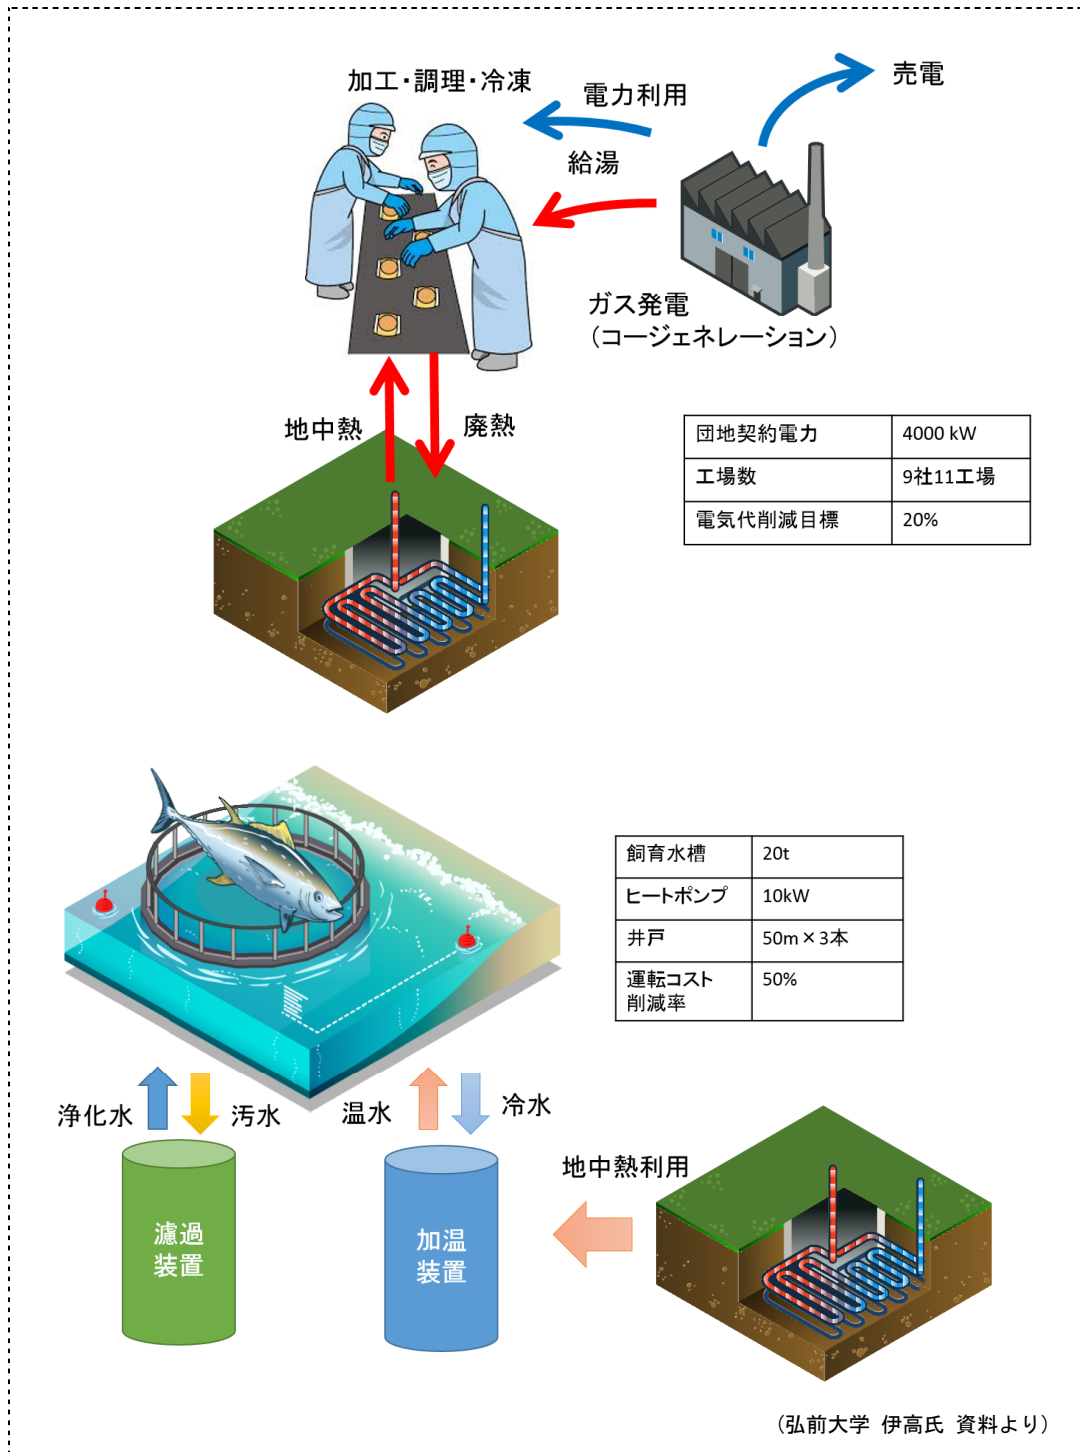 売電
加工・調理・冷凍
電力利用
給湯
ガス発電
（コージェネレーション）
地中熱
廃熱
団地契約電力 4000 kW
工場数 9社11工場
電気代削減目標 20%
飼育水槽 20t
ヒートポンプ 10kW
井戸 50m×3本
運転コスト
削減率 50%
浄化水
汚水
温水
冷水
地中熱利用
濾過
装置
加温
装置
（弘前大学 伊高氏 資料より）